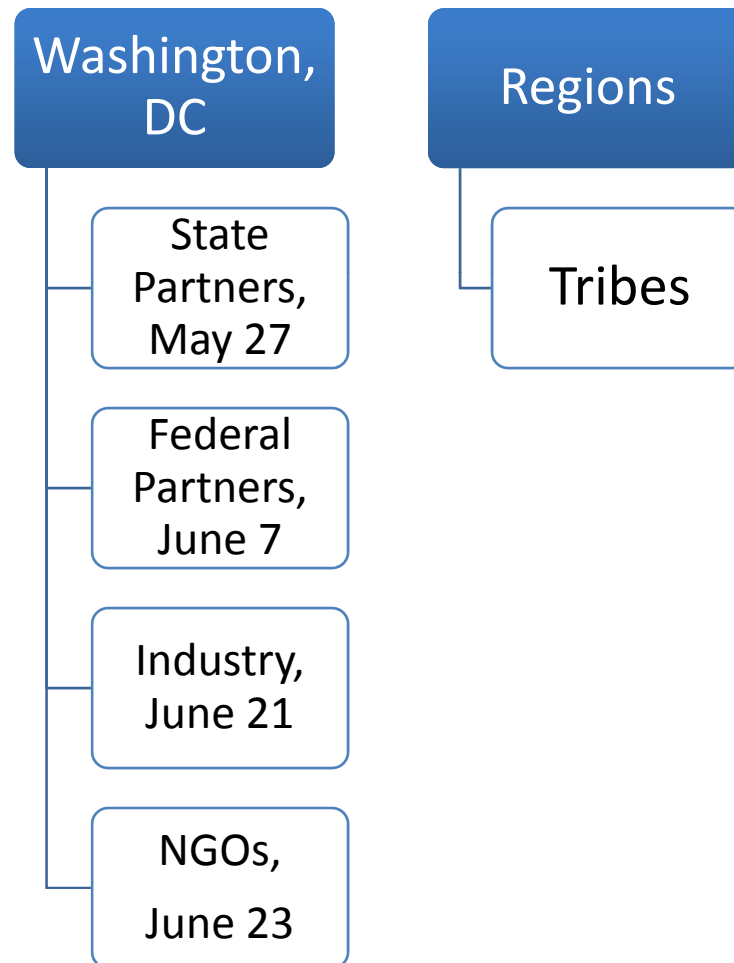 Washington,
DC
State
Partners,
May 27
Federal
Partners,
June 7
Industry,
June 21
NGOs,
June 23
Regions
Tribes